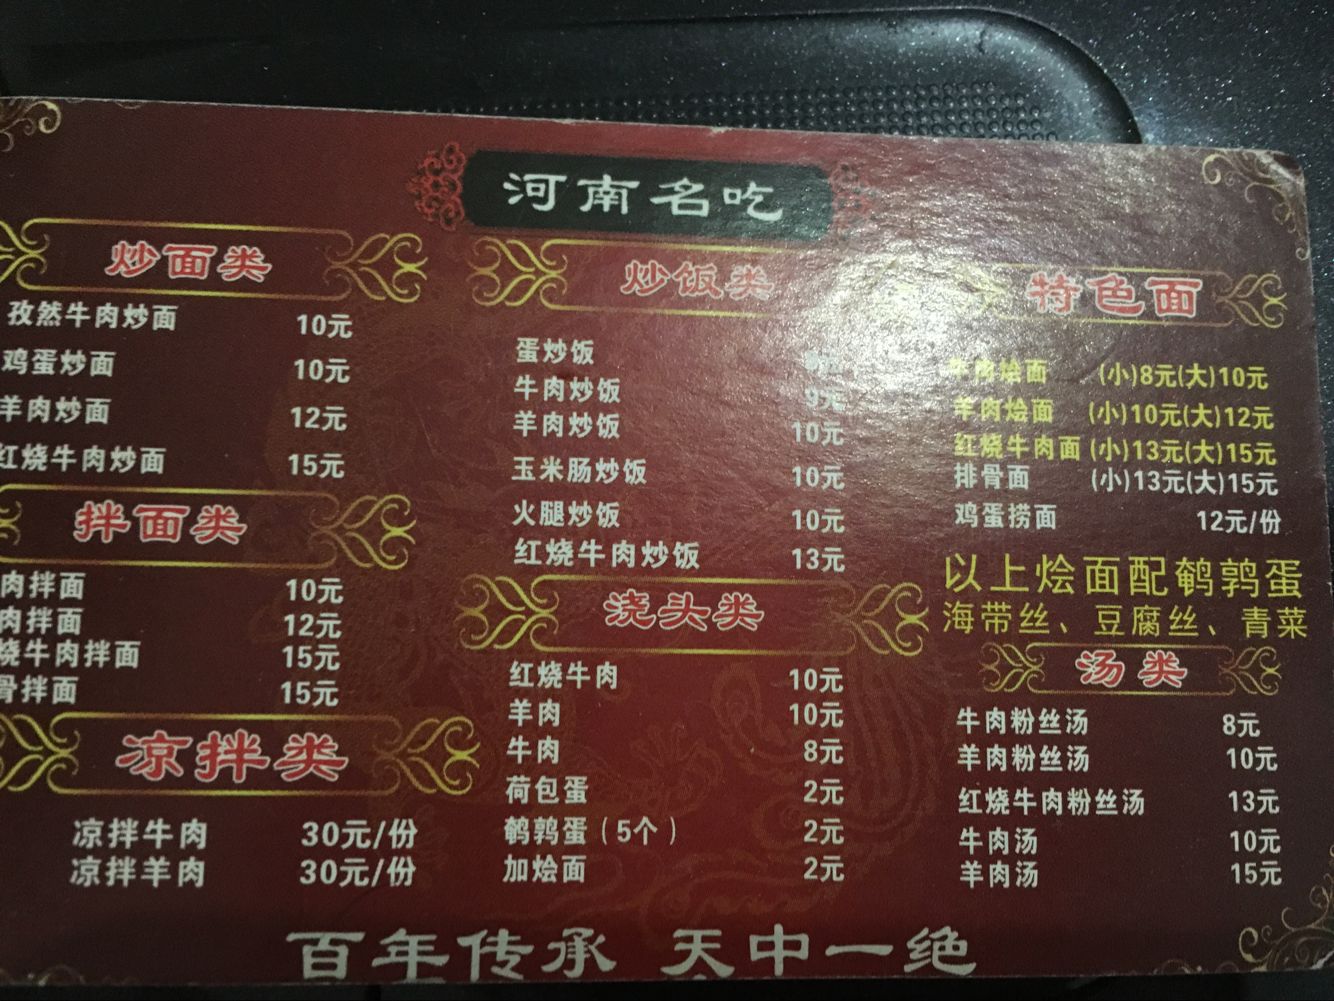 河南名吃
炒面类
孜然牛肉炒面 10元
鸡蛋炒面 10元
羊肉炒面 12元
红烧牛肉炒面 15元
拌面类
肉拌面 10元
肉拌面 12元
烧牛肉拌面 15元
骨拌面 15元
凉拌类
凉拌牛肉 30元/份
凉拌羊肉 30元/份
炒饭类
蛋炒饭
牛肉炒饭 9元
羊肉炒饭 10元
玉米肠炒饭 10元
火腿炒饭 10元
红烧牛肉炒饭 13元
浇头类
红烧牛肉 10元
羊肉 10元
牛肉 8元
荷包蛋 2元
鹌鹑蛋(5个) 2元
加烩面 2元
特色面
牛肉烩面 (小)8元(大)10元
羊肉烩面 (小)10元(大)12元
红烧牛肉面 (小)13元(大)15元
排骨面 (小)13元(大)15元
鸡蛋捞面 12元/份
以上烩面配鹌鹑蛋
海带丝、豆腐丝、青菜
汤类
牛肉粉丝汤 8元
羊肉粉丝汤 10元
红烧牛肉粉丝汤 13元
牛肉汤 10元
羊肉汤 15元
百年传承 天中一绝